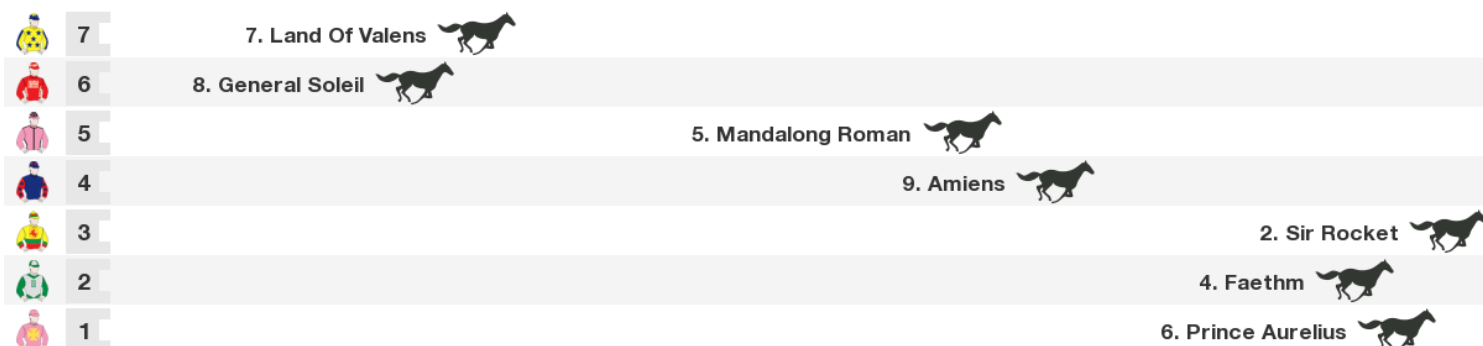 7 7. Land Of Valens
6 8. General Soleil
5 5. Mandalong Roman
4 9. Amiens
3 2. Sir Rocket
2 4. Faethm
1 6. Prince Aurelius